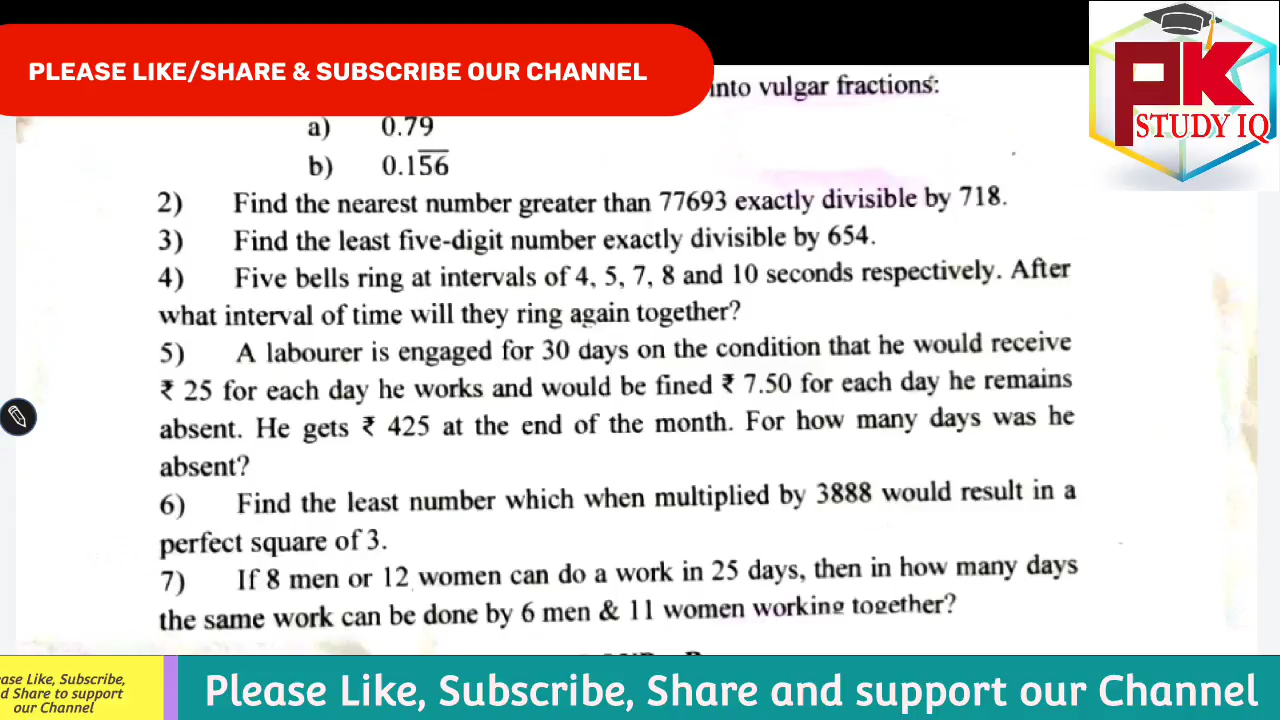 PLEASE LIKE/SHARE & SUBSCRIBE OUR CHANNEL
PK
STUDY IQ
into vulgar fractions:
a) 0.79
b) 0.15̅6̅
2) Find the nearest number greater than 77693 exactly divisible by 718.
3) Find the least five-digit number exactly divisible by 654.
4) Five bells ring at intervals of 4, 5, 7, 8 and 10 seconds respectively. After
what interval of time will they ring again together?
5) A labourer is engaged for 30 days on the condition that he would receive
₹ 25 for each day he works and would be fined ₹ 7.50 for each day he remains
absent. He gets ₹ 425 at the end of the month. For how many days was he
absent?
6) Find the least number which when multiplied by 3888 would result in a
perfect square of 3.
7) If 8 men or 12 women can do a work in 25 days, then in how many days
the same work can be done by 6 men & 11 women working together?
ase Like, Subscribe,
d Share to support
our Channel
Please Like, Subscribe, Share and support our Channel